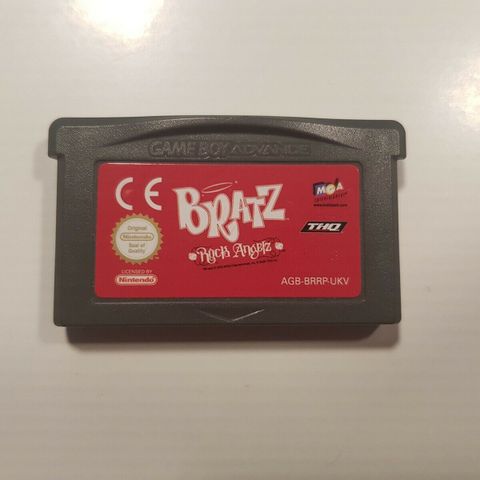 GAME BOY ADVANCE
CE
BRATZ
Rock Angelz
MGA
THQ
Original
Nintendo
Seal of
Quality
LICENSED BY
Nintendo
AGB-BRRP-UKV